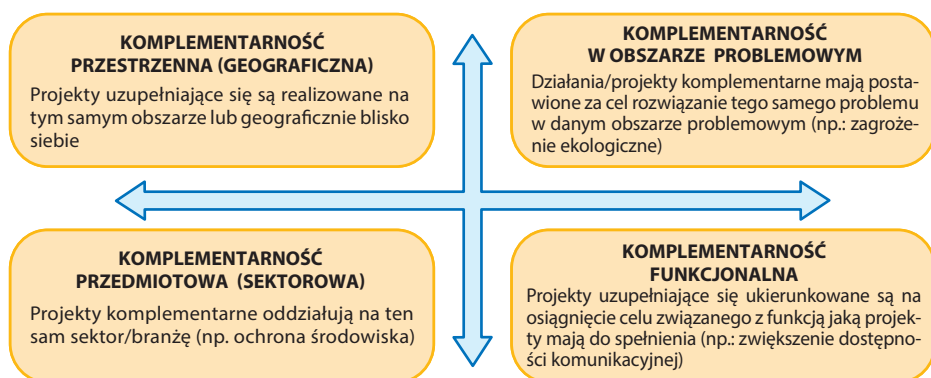 KOMPLEMENTARNOŚĆ
PRZESTRZENNA (GEOGRAFICZNA)
Projekty uzupełniające się są realizowane na
tym samym obszarze lub geograficznie blisko
siebie
KOMPLEMENTARNOŚĆ
W OBSZARZE PROBLEMOWYM
Działania/projekty komplementarne mają posta-
wione za cel rozwiązanie tego samego problemu
w danym obszarze problemowym (np.: zagroże-
nie ekologiczne)
KOMPLEMENTARNOŚĆ
PRZEDMIOTOWA (SEKTOROWA)
Projekty komplementarne oddziałują na ten
sam sektor/branżę (np. ochrona środowiska)
KOMPLEMENTARNOŚĆ
FUNKCJONALNA
Projekty uzupełniające się ukierunkowane są na
osiągnięcie celu związanego z funkcją jaką projek-
ty mają do spełnienia (np.: zwiększenie dostępno-
ści komunikacyjnej)